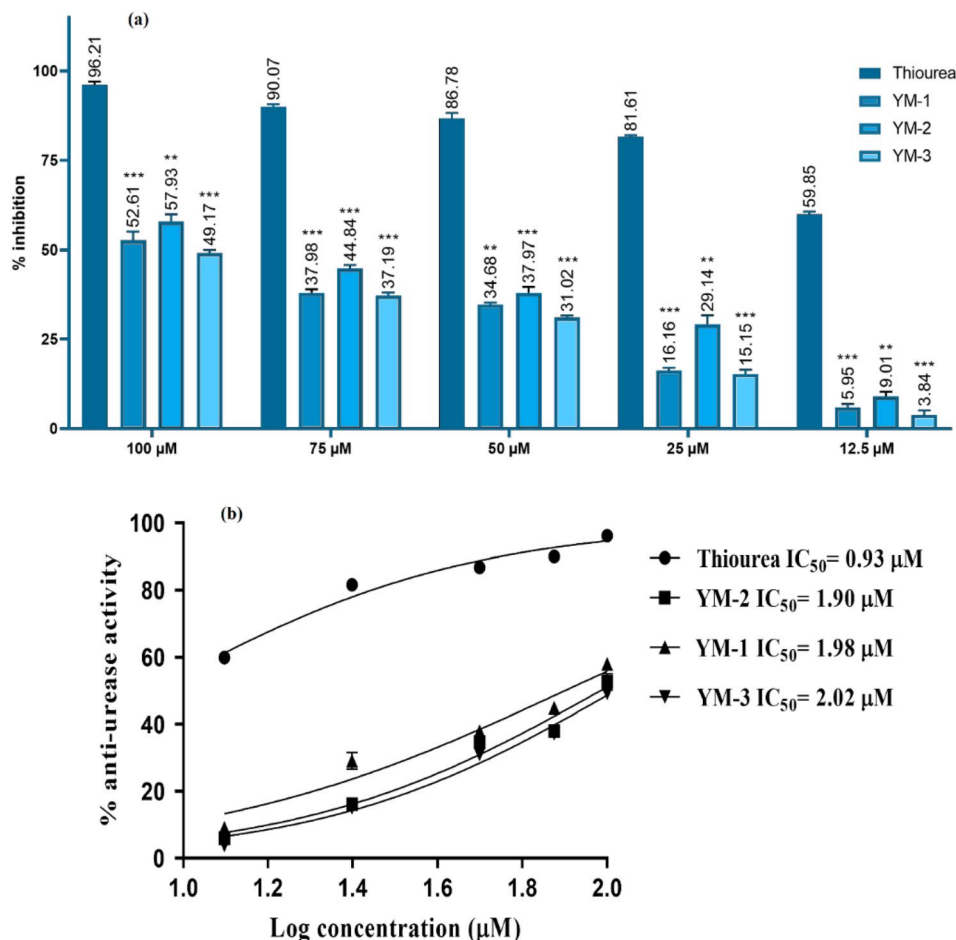 (a)
% inhibition
100
75
50
25
0
96.21
*** 52.61
** 57.93
*** 49.17
90.07
*** 37.98
*** 44.84
*** 37.19
86.78
** 34.68
*** 37.97
*** 31.02
81.61
*** 16.16
** 29.14
*** 15.15
59.85
*** 5.95
** 9.01
*** 3.84
Thiourea
YM-1
YM-2
YM-3
100 µM
75 µM
50 µM
25 µM
12.5 µM
(b)
% anti-urease activity
100
80
60
40
20
0
1.0
1.2
1.4
1.6
1.8
2.0
Log concentration (µM)
Thiourea IC50= 0.93 µM
YM-2 IC50= 1.90 µM
YM-1 IC50= 1.98 µM
YM-3 IC50= 2.02 µM